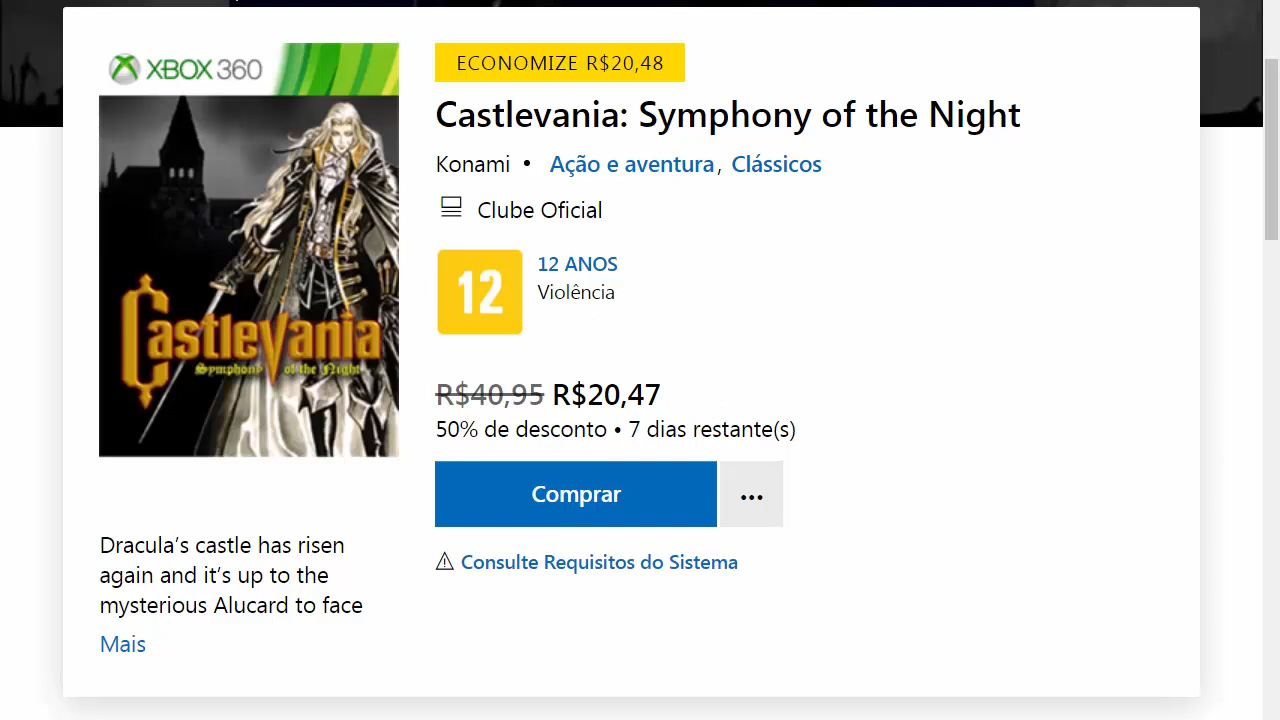 XBOX 360
Castlevania
Symphony of the Night
Dracula’s castle has risen
again and it’s up to the
mysterious Alucard to face
Mais
ECONOMIZE R$20,48
Castlevania: Symphony of the Night
Konami • Ação e aventura, Clássicos
Clube Oficial
12
12 ANOS
Violência
R$40,95 R$20,47
50% de desconto • 7 dias restante(s)
Comprar
...
Consulte Requisitos do Sistema